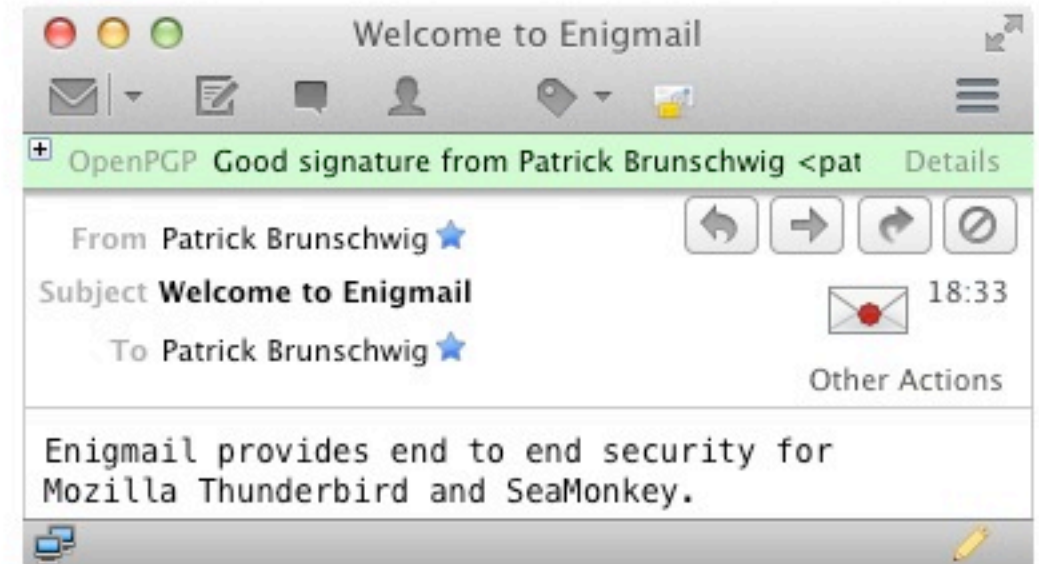 Welcome to Enigmail
OpenPGP Good signature from Patrick Brunschwig <pat Details
From Patrick Brunschwig
Subject Welcome to Enigmail
18:33
To Patrick Brunschwig
Other Actions
Enigmail provides end to end security for
Mozilla Thunderbird and SeaMonkey.